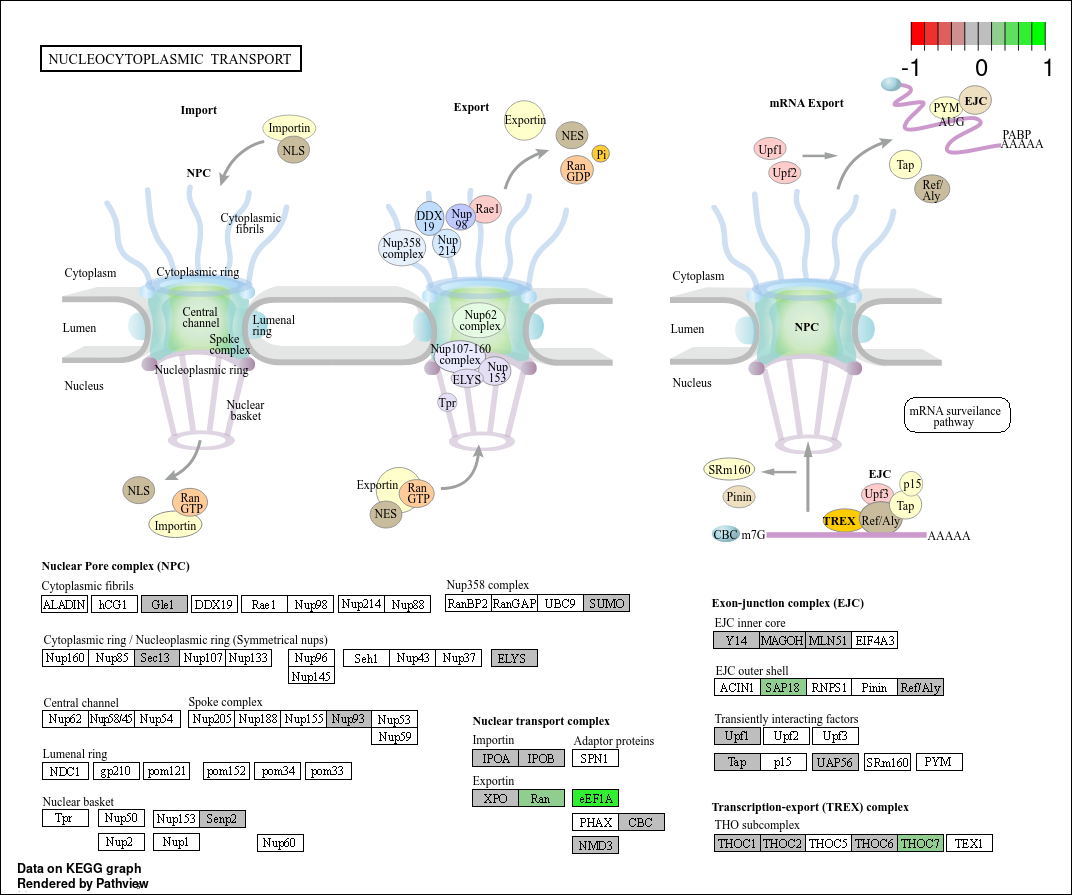 NUCLEOCYTOPLASMIC TRANSPORT
-1 0 1
Import
Importin
NLS
NPC
Cytoplasmic
fibrils
Cytoplasm
Cytoplasmic ring
Central
channel
Lumenal
ring
Lumen
Spoke
complex
Nucleoplasmic ring
Nucleus
Nuclear
basket
NLS
Ran
GTP
Importin
Export
Exportin
NES
Pi
Ran
GDP
DDX
19
Nup
98
Rae1
Nup358
complex
Nup
214
Nup62
complex
Nup107-160
complex
Nup
153
ELYS
Tpr
Exportin
Ran
GTP
NES
mRNA Export
PYM
EJC
AUG
PABP
AAAAA
Upf1
Upf2
Tap
Ref/
Aly
Cytoplasm
Lumen
NPC
Nucleus
mRNA surveilance
pathway
SRm160
Pinin
EJC
Upf3
p15
Tap
TREX
Ref/Aly
CBC m7G
AAAAA
Nuclear Pore complex (NPC)
Cytoplasmic fibrils
ALADIN hCG1 Gle1 DDX19 Rae1 Nup98 Nup214 Nup88
Nup358 complex
RanBP2 RanGAP UBC9 SUMO
Cytoplasmic ring / Nucleoplasmic ring (Symmetrical nups)
Nup160 Nup85 Sec13 Nup107 Nup133 Nup96 Seh1 Nup43 Nup37 ELYS
Nup145
Central channel
Nup62 Nup58/45 Nup54
Spoke complex
Nup205 Nup188 Nup155 Nup93 Nup53
Nup59
Lumenal ring
NDC1 gp210 pom121 pom152 pom34 pom33
Nuclear basket
Tpr Nup50 Nup153 Senp2
Nup2 Nup1 Nup60
Nuclear transport complex
Importin
IPOA IPOB
Adaptor proteins
SPN1
Exportin
XPO Ran eEF1A
PHAX CBC
NMD3
Exon-junction complex (EJC)
EJC inner core
Y14 MAGOH MLN51 EIF4A3
EJC outer shell
ACIN1 SAP18 RNPS1 Pinin Ref/Aly
Transiently interacting factors
Upf1 Upf2 Upf3
Tap p15 UAP56 SRm160 PYM
Transcription-export (TREX) complex
THO subcomplex
THOC1 THOC2 THOC5 THOC6 THOC7 TEX1
Data on KEGG graph
Rendered by Pathview